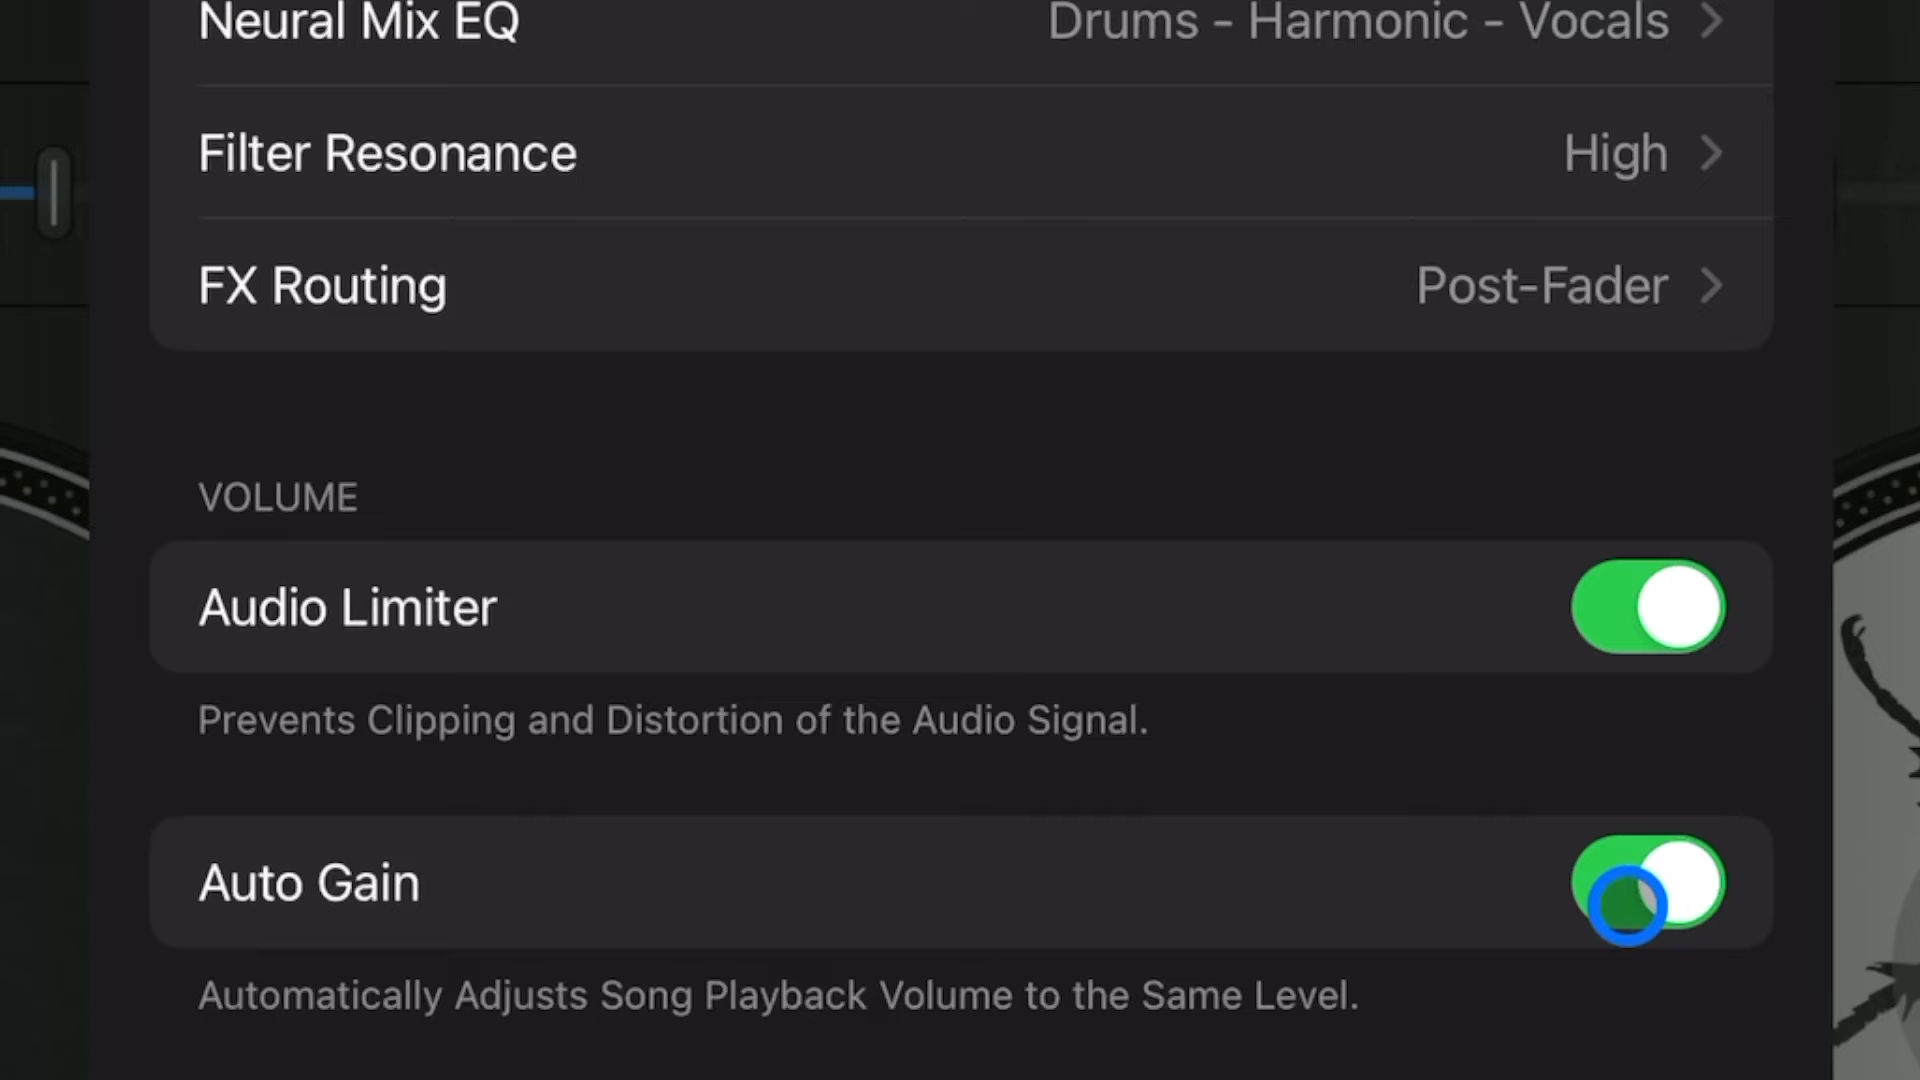 Neural Mix EQ Drums - Harmonic - Vocals
Filter Resonance High
FX Routing Post-Fader
VOLUME
Audio Limiter
Prevents Clipping and Distortion of the Audio Signal.
Auto Gain
Automatically Adjusts Song Playback Volume to the Same Level.